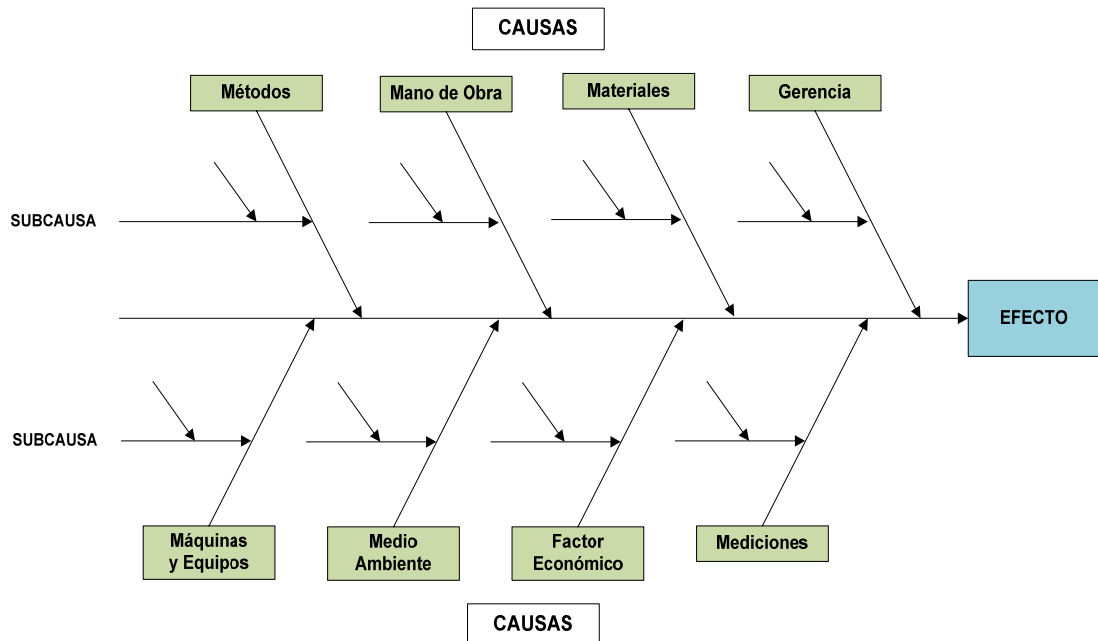 CAUSAS
Métodos
Mano de Obra
Materiales
Gerencia
SUBCAUSA
EFECTO
SUBCAUSA
Máquinas
y Equipos
Medio
Ambiente
Factor
Económico
Mediciones
CAUSAS